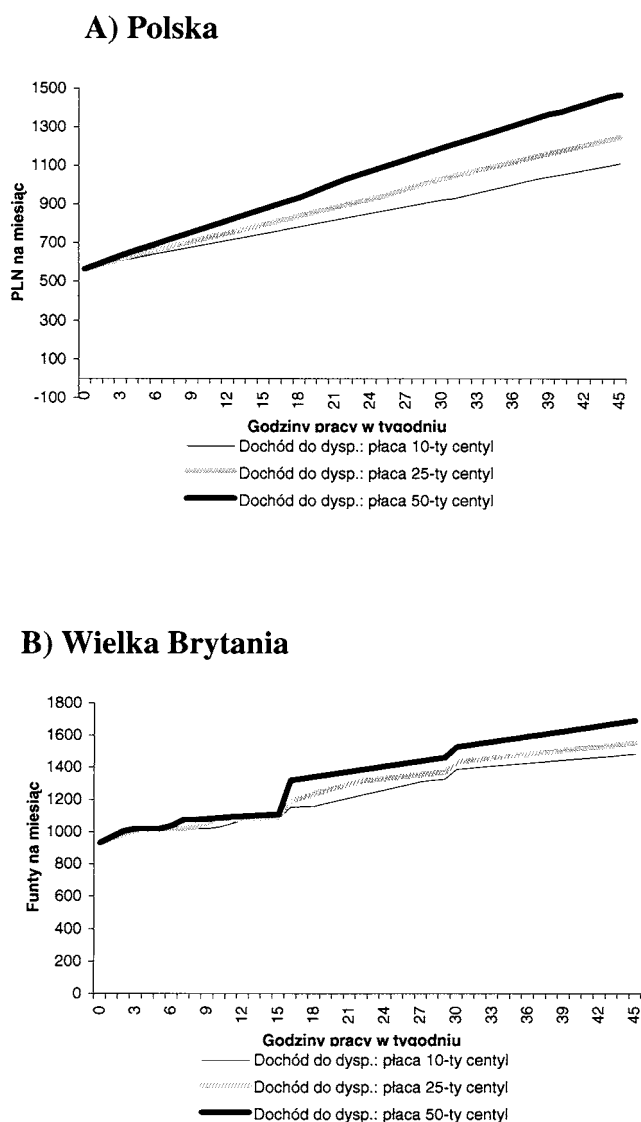 A) Polska
1500
1300
1100
900
700
500
300
100
-100
PLN na miesiąc
0 3 6 9 12 15 18 21 24 27 30 33 36 39 42 45
Godziny pracy w tygodniu
Dochód do dysp.: płaca 10-ty centyl
Dochód do dysp.: płaca 25-ty centyl
Dochód do dysp.: płaca 50-ty centyl
B) Wielka Brytania
1800
1600
1400
1200
1000
800
600
400
200
0
Funty na miesiąc
0 3 6 9 12 15 18 21 24 27 30 33 36 39 42 45
Godziny pracy w tygodniu
Dochód do dysp.: płaca 10-ty centyl
Dochód do dysp.: płaca 25-ty centyl
Dochód do dysp.: płaca 50-ty centyl